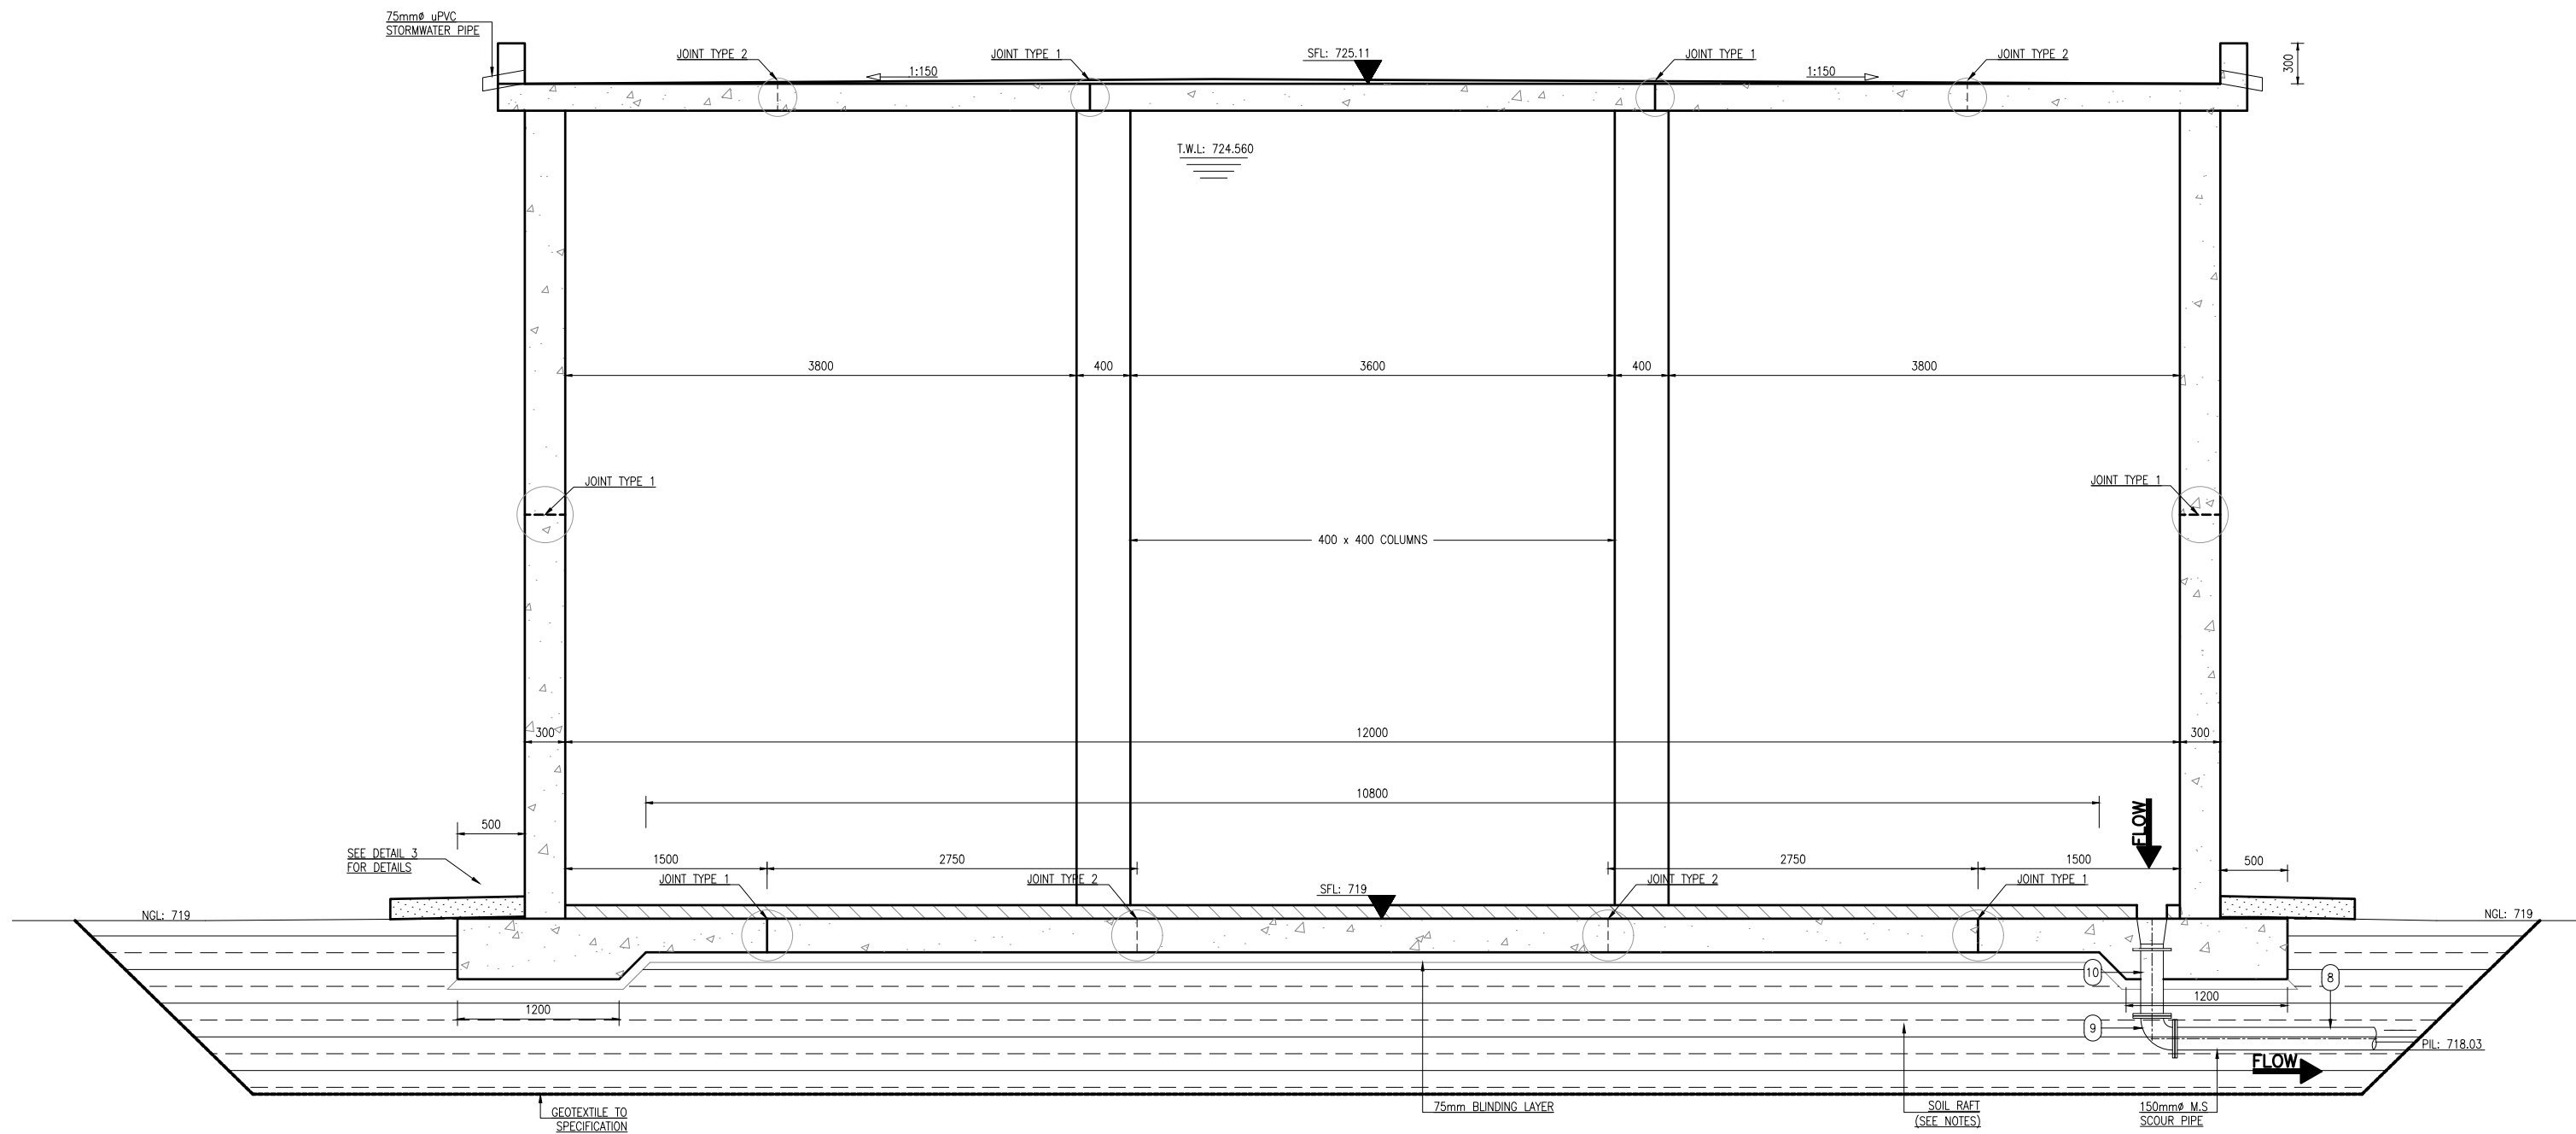 75mmø uPVC
STORMWATER PIPE
JOINT TYPE 2
JOINT TYPE 1
SFL: 725.11
JOINT TYPE 1
JOINT TYPE 2
300
1:150
1:150
T.W.L: 724.560
3800
400
3600
400
3800
JOINT TYPE 1
JOINT TYPE 1
400 x 400 COLUMNS
300
12000
300
10800
FLOW
500
SEE DETAIL 3
FOR DETAILS
1500
2750
2750
1500
500
JOINT TYPE 1
JOINT TYPE 2
SFL: 719
JOINT TYPE 2
JOINT TYPE 1
NGL: 719
NGL: 719
10
8
1200
1200
9
PIL: 718.03
FLOW
GEOTEXTILE TO
SPECIFICATION
75mm BLINDING LAYER
SOIL RAFT
(SEE NOTES)
150mmø M.S
SCOUR PIPE